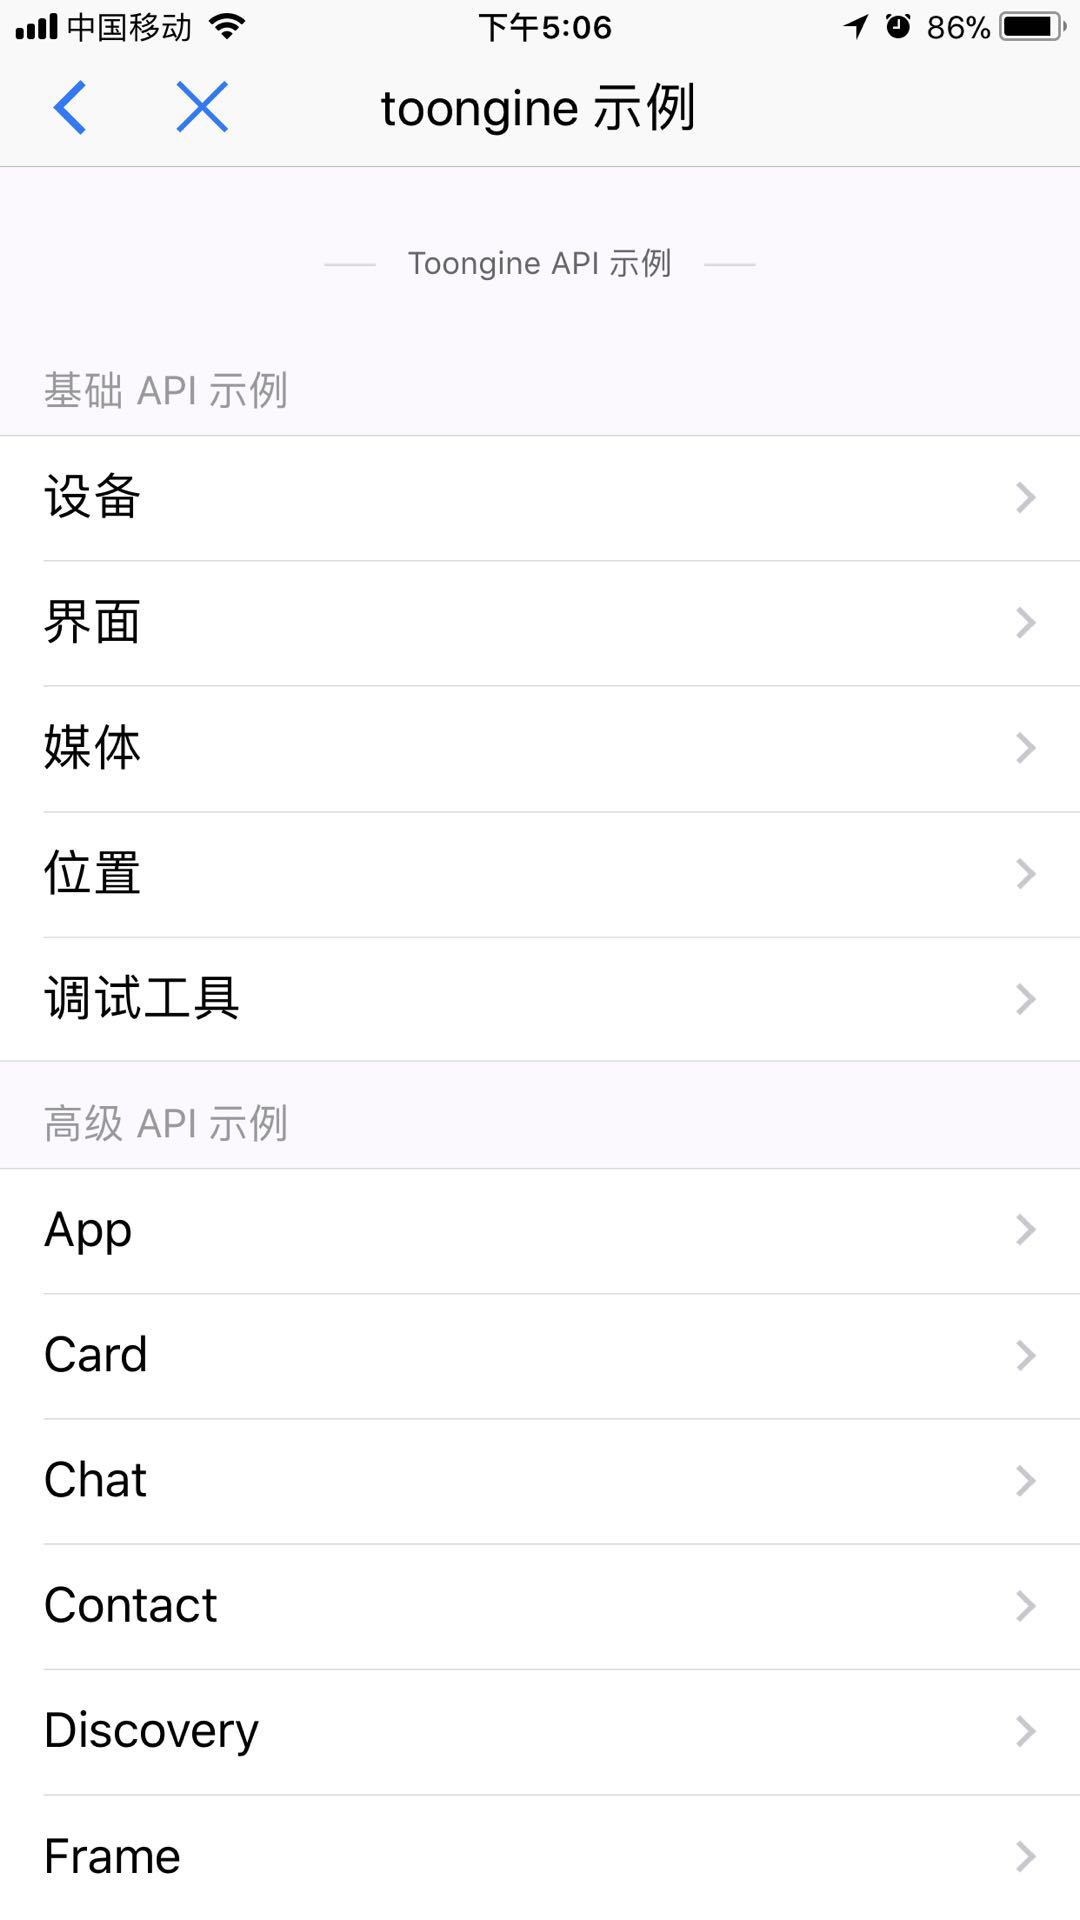 中国移动 下午5:06 86%
toongine 示例
Toongine API 示例
基础 API 示例
设备
界面
媒体
位置
调试工具
高级 API 示例
App
Card
Chat
Contact
Discovery
Frame